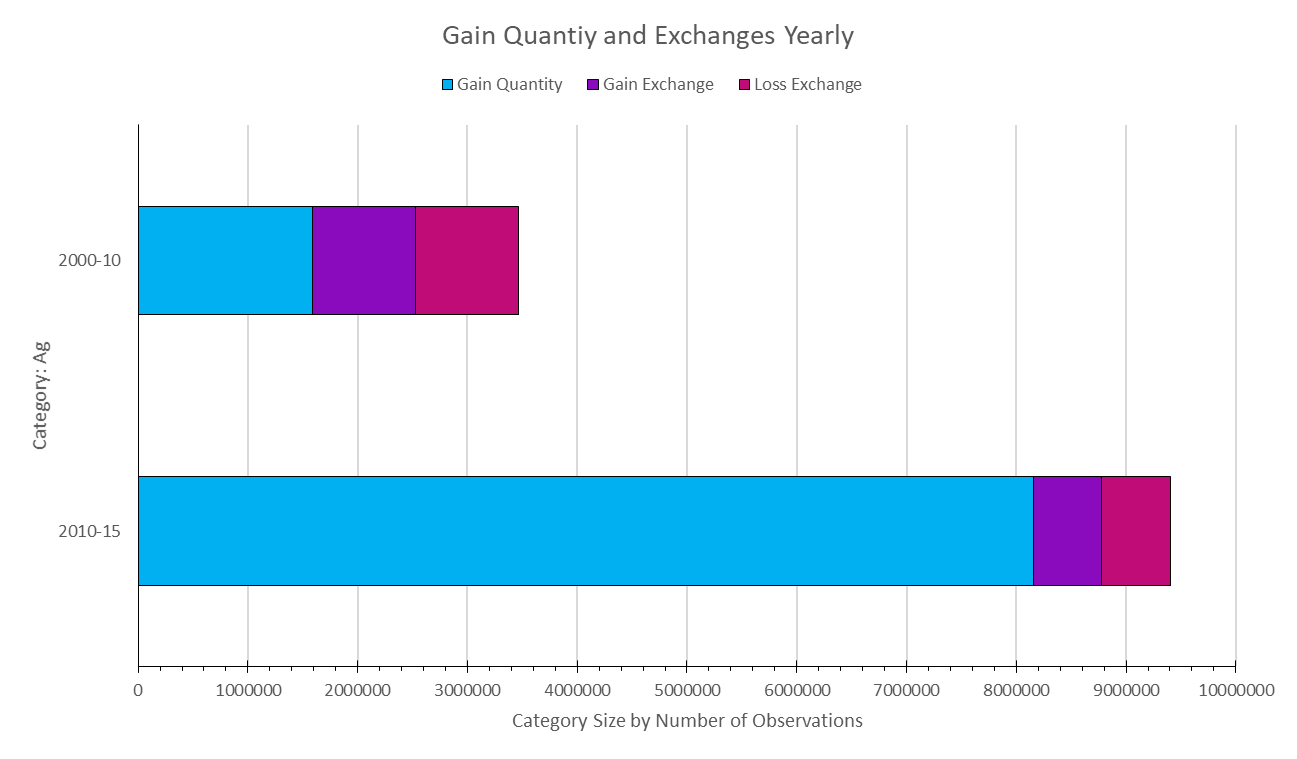 Gain Quantiy and Exchanges Yearly
Gain Quantity Gain Exchange Loss Exchange
2000-10
Category: Ag
2010-15
0 1000000 2000000 3000000 4000000 5000000 6000000 7000000 8000000 9000000 10000000
Category Size by Number of Observations